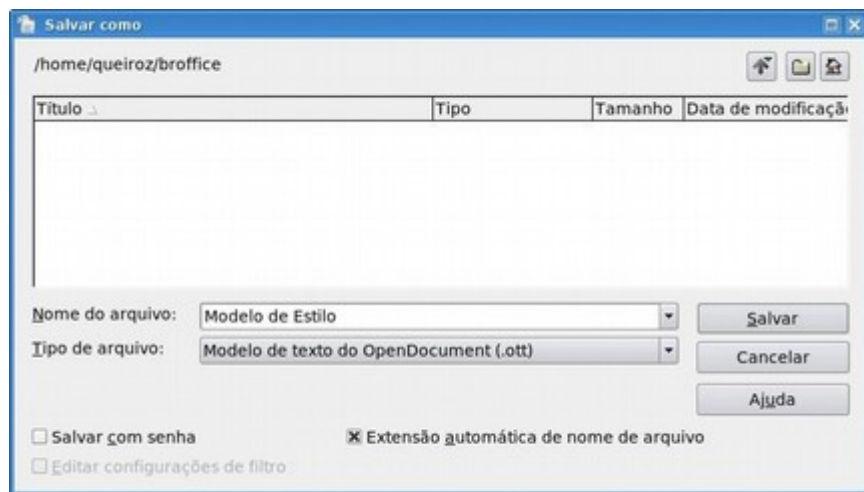 Salvar como
/home/queiroz/broffice
Título Tipo Tamanho Data de modificaçã
Nome do arquivo: Modelo de Estilo Salvar
Tipo de arquivo: Modelo de texto do OpenDocument (.ott) Cancelar
Ajuda
Salvar com senha Extensão automática de nome de arquivo
Editar configurações de filtro